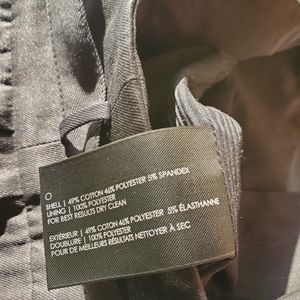 O
SHELL | 49% COTTON 46% POLYESTER 5% SPANDEX
LINING | 100% POLYESTER
FOR BEST RESULTS DRY CLEAN
EXTÉRIEUR | 49% COTON 46% POLYESTER 5% ÉLASTHANNE
DOUBLURE | 100% POLYESTER
POUR DE MEILLEURS RÉSULTATS NETTOYER À SEC